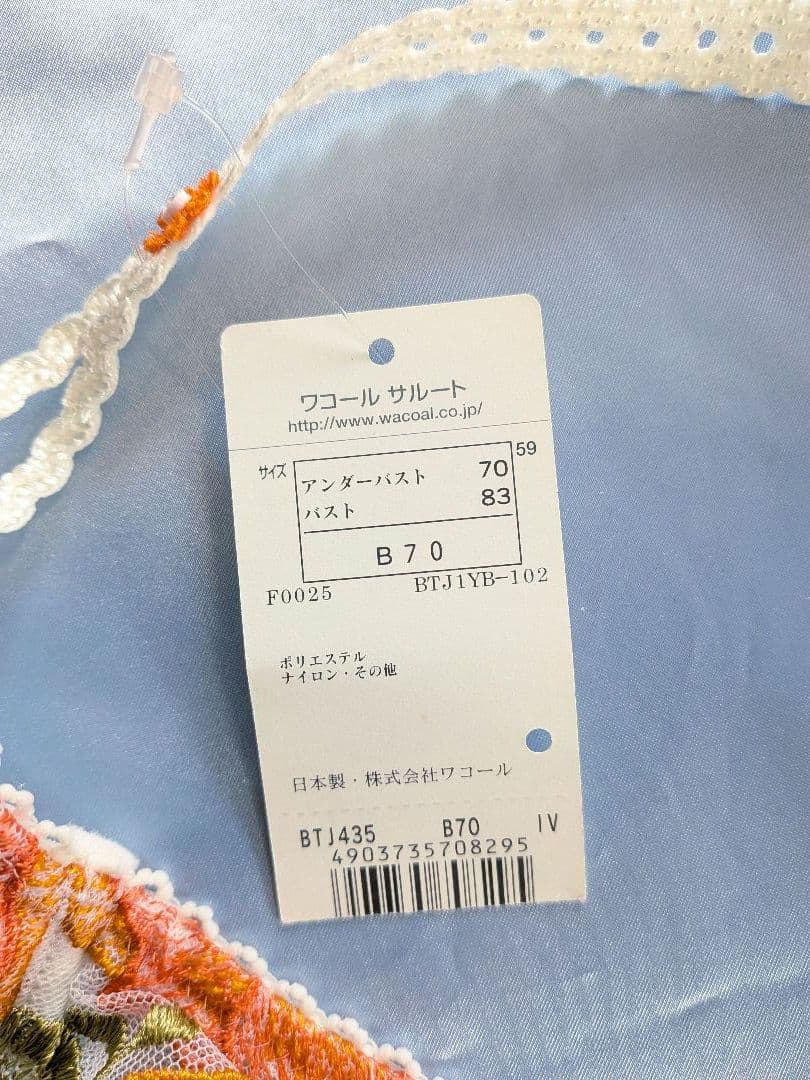 ワコール サルート
http://www.wacoal.co.jp/
サイズ
59
アンダーバスト 70
バスト 83
B70
F0025 BTJ1YB-102
ポリエステル
ナイロン・その他
日本製・株式会社ワコール
BTJ435 B70 IV
4903735708295